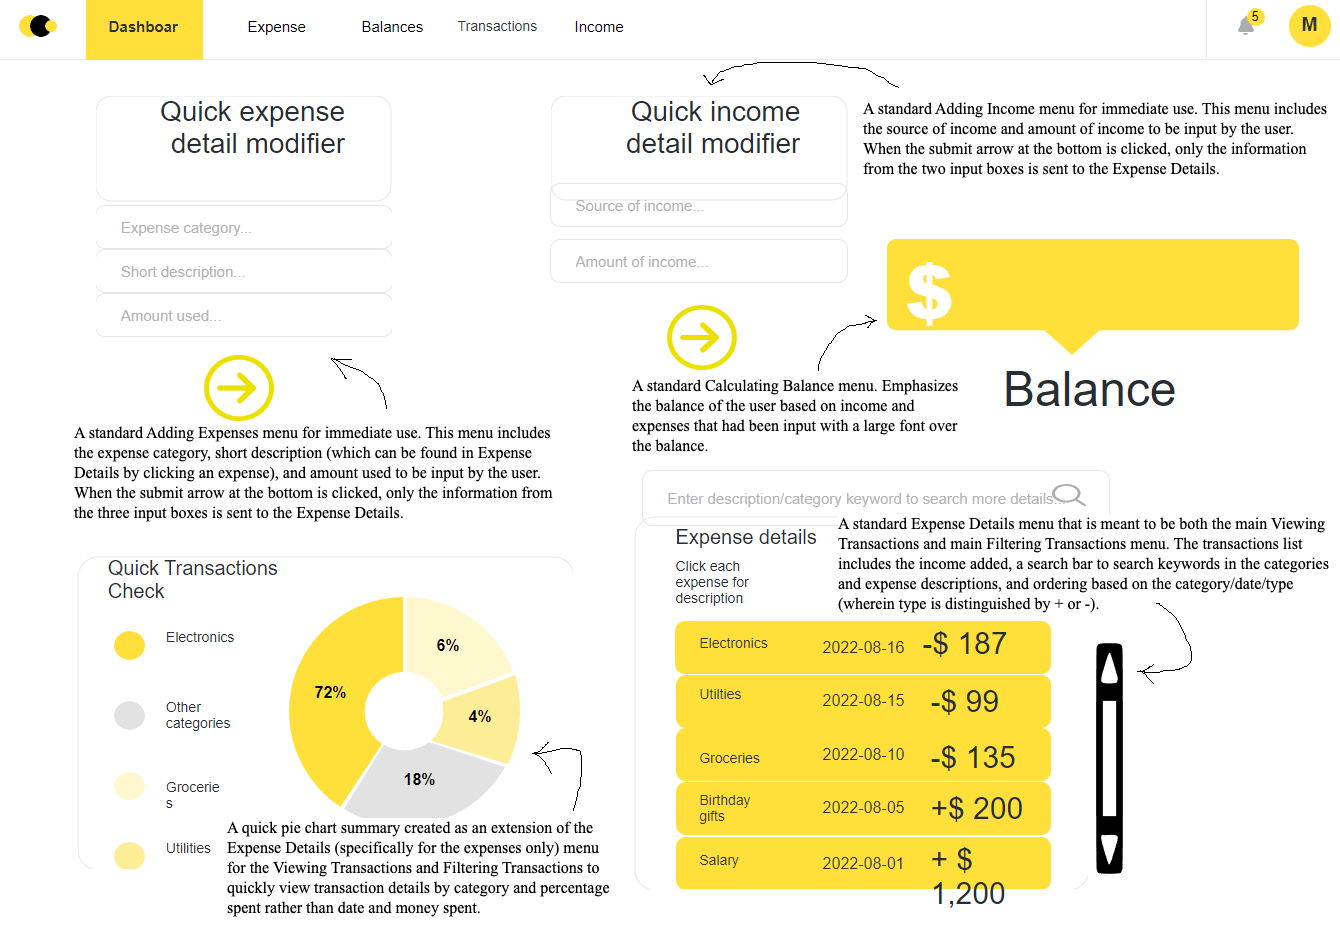 Dashboar
Expense
Balances
Transactions
Income
5
M
Quick expense
detail modifier
Expense category...
Short description...
Amount used...
A standard Adding Expenses menu for immediate use. This menu includes
the expense category, short description (which can be found in Expense
Details by clicking an expense), and amount used to be input by the user.
When the submit arrow at the bottom is clicked, only the information from
the three input boxes is sent to the Expense Details.
Quick income
detail modifier
Source of income...
Amount of income...
A standard Adding Income menu for immediate use. This menu includes
the source of income and amount of income to be input by the user.
When the submit arrow at the bottom is clicked, only the information
from the two input boxes is sent to the Expense Details.
$
Balance
A standard Calculating Balance menu. Emphasizes
the balance of the user based on income and
expenses that had been input with a large font over
the balance.
Quick Transactions
Check
Electronics
Other
categories
Grocerie
s
Utilities
72%
6%
4%
18%
A quick pie chart summary created as an extension of the
Expense Details (specifically for the expenses only) menu
for the Viewing Transactions and Filtering Transactions to
quickly view transaction details by category and percentage
spent rather than date and money spent.
Enter description/category keyword to search more details...
Expense details
Click each
expense for
description
A standard Expense Details menu that is meant to be both the main Viewing
Transactions and main Filtering Transactions menu. The transactions list
includes the income added, a search bar to search keywords in the categories
and expense descriptions, and ordering based on the category/date/type
(wherein type is distinguished by + or -).
Electronics 2022-08-16 -$ 187
Utilties 2022-08-15 -$ 99
Groceries 2022-08-10 -$ 135
Birthday
gifts 2022-08-05 +$ 200
Salary 2022-08-01 + $
1,200